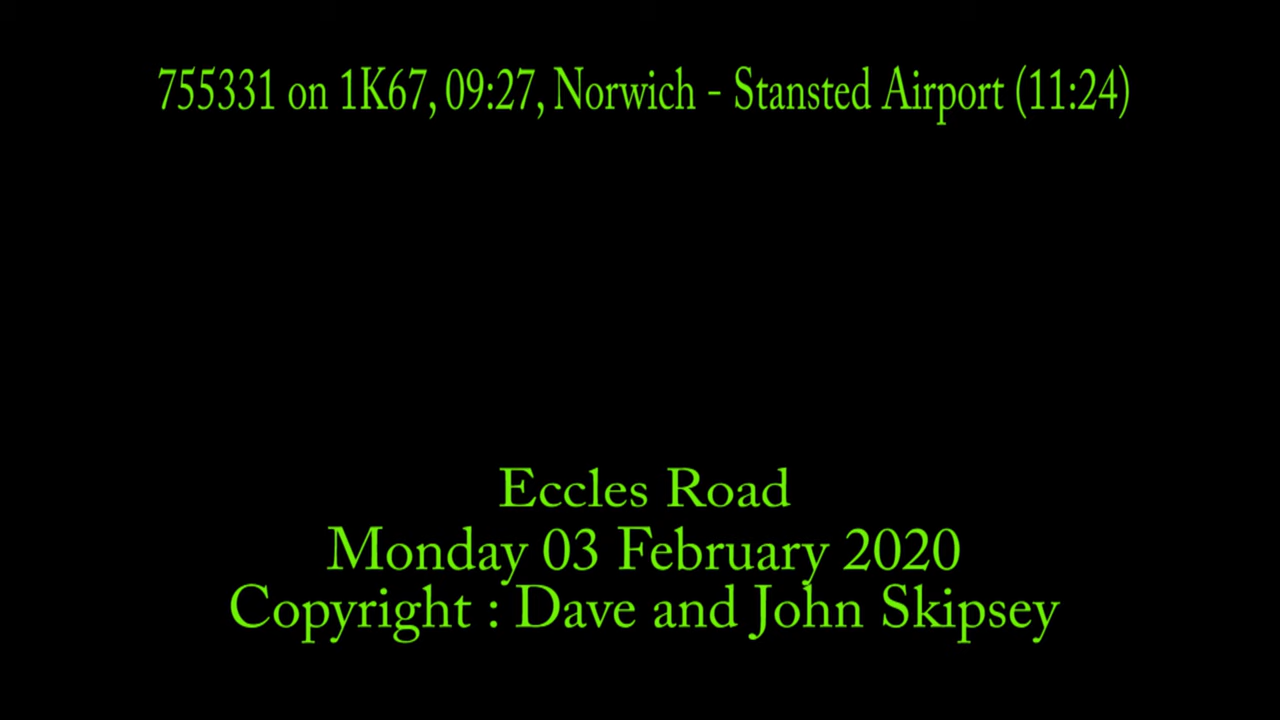 755331 on 1K67, 09:27, Norwich - Stansted Airport (11:24)
Eccles Road
Monday 03 February 2020
Copyright : Dave and John Skipsey